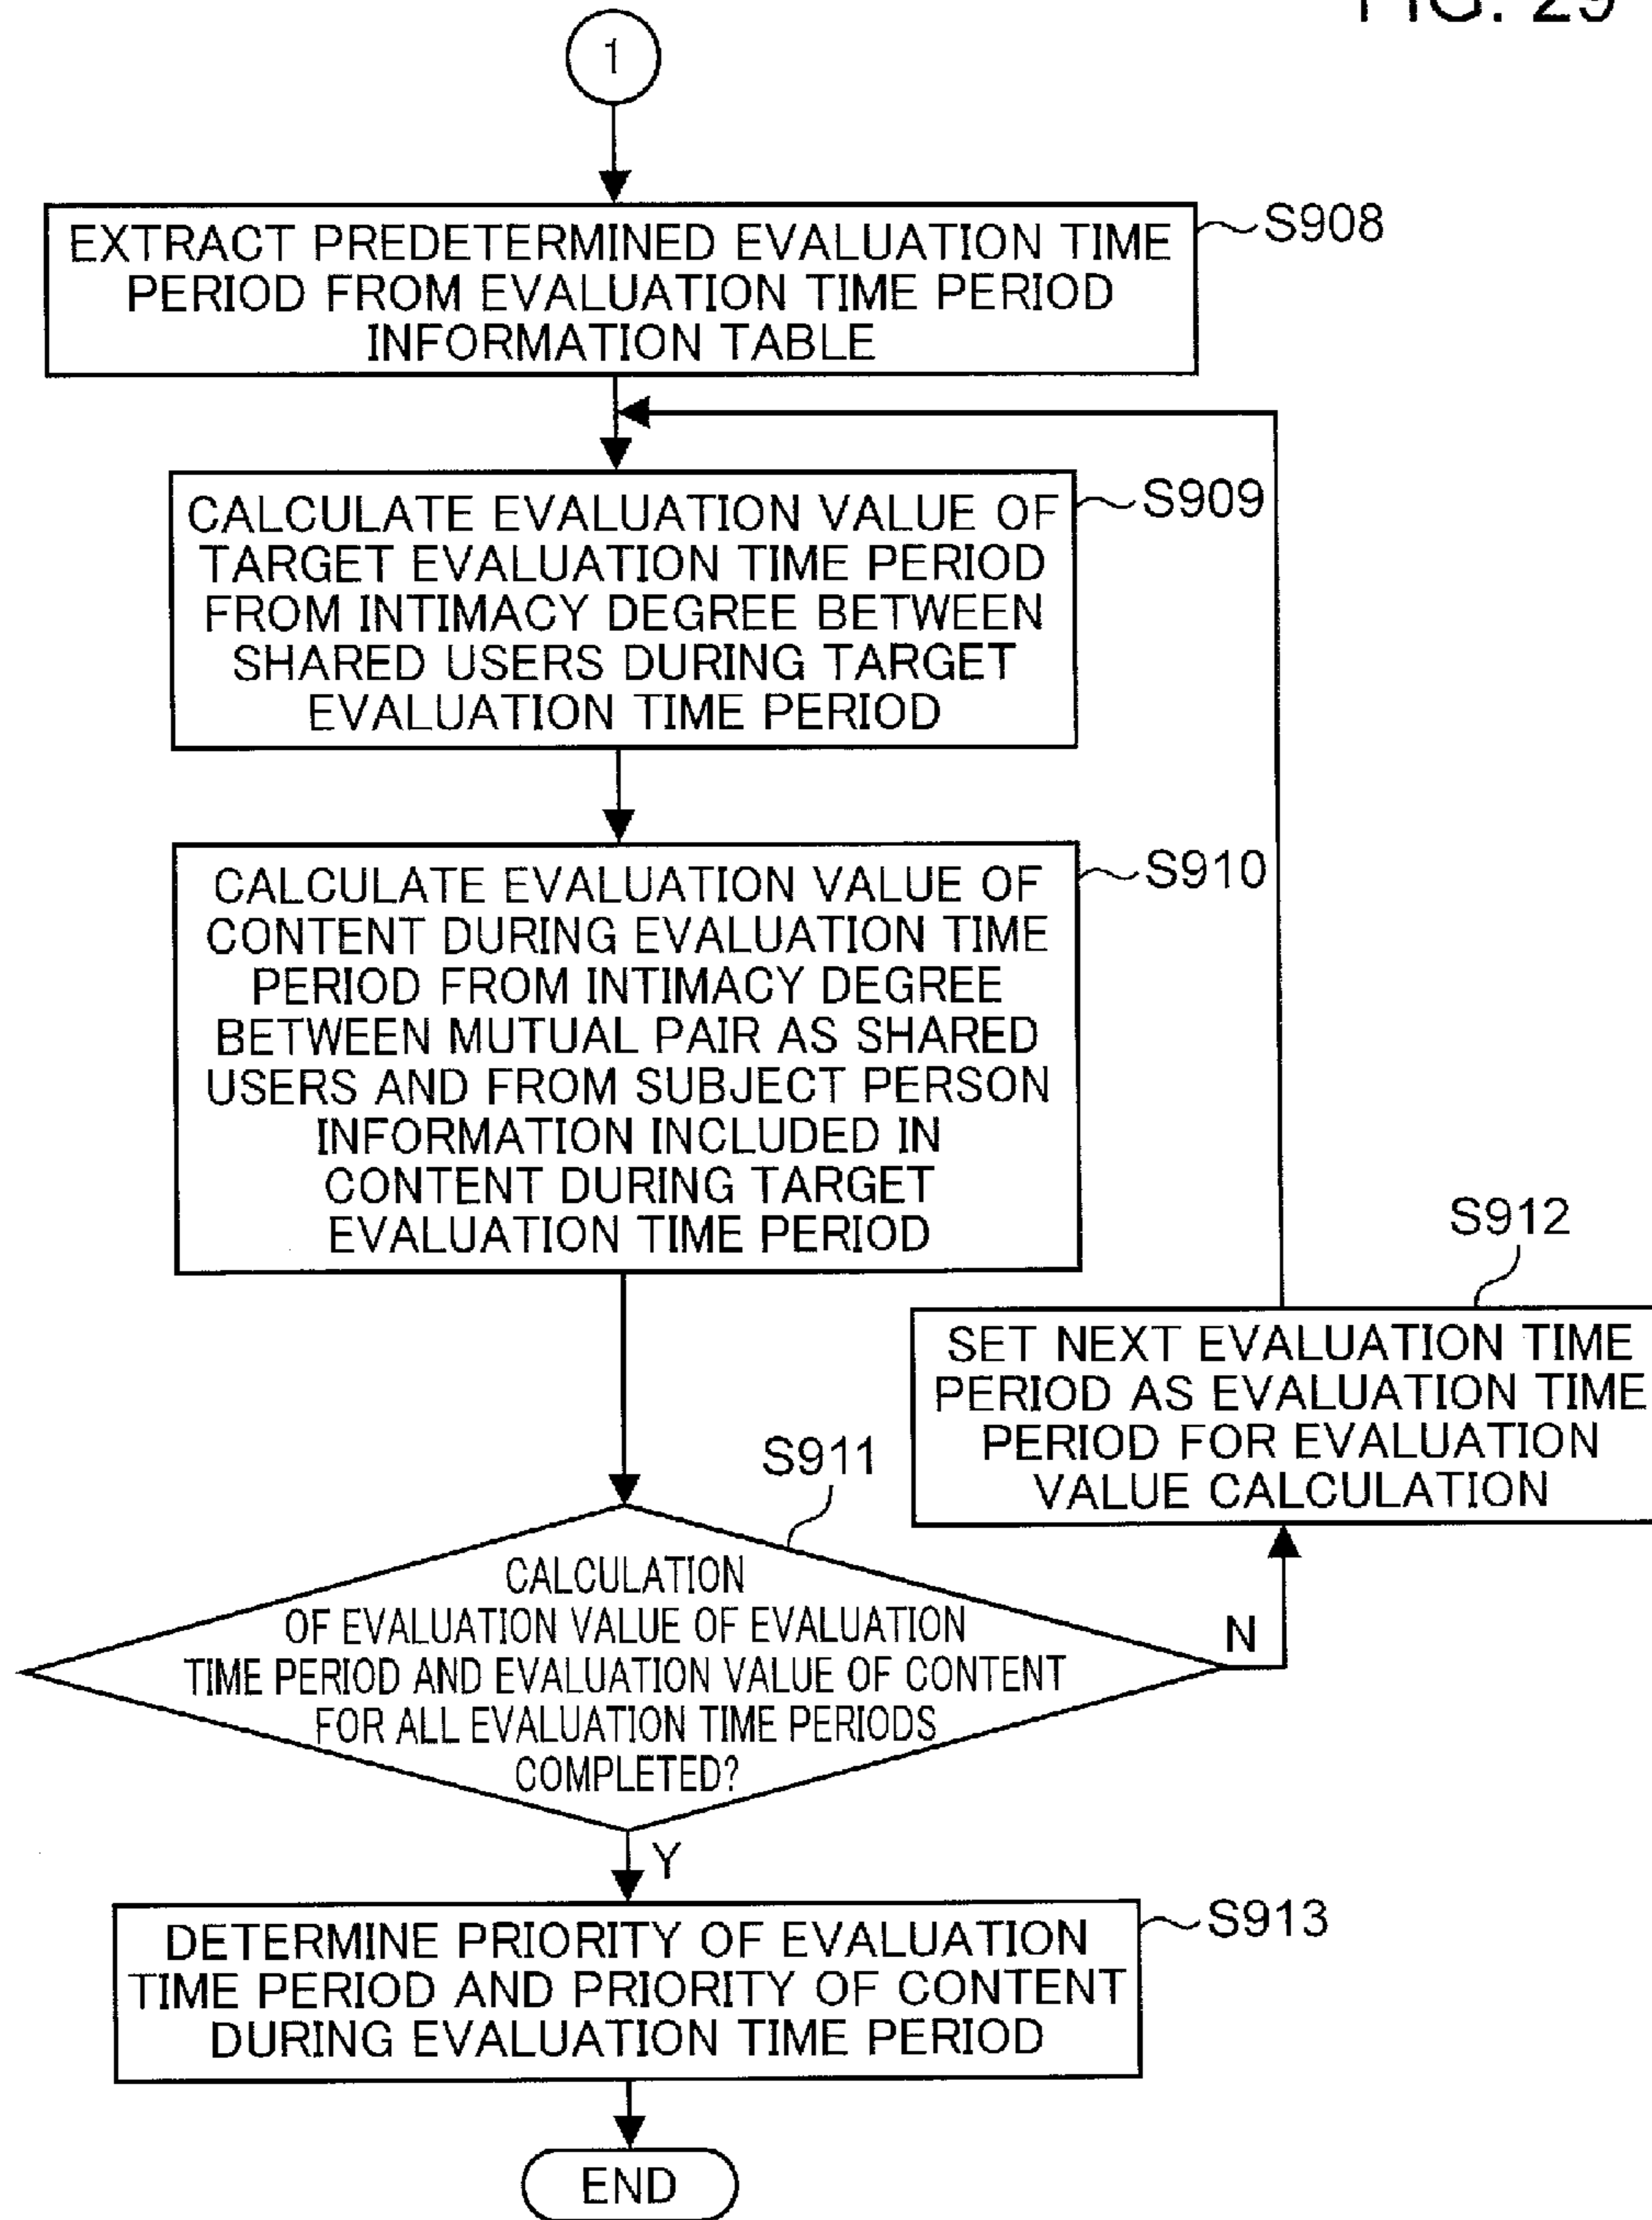 FIG. 29
1
EXTRACT PREDETERMINED EVALUATION TIME
PERIOD FROM EVALUATION TIME PERIOD
INFORMATION TABLE
S908
CALCULATE EVALUATION VALUE OF
TARGET EVALUATION TIME PERIOD
FROM INTIMACY DEGREE BETWEEN
SHARED USERS DURING TARGET
EVALUATION TIME PERIOD
S909
CALCULATE EVALUATION VALUE OF
CONTENT DURING EVALUATION TIME
PERIOD FROM INTIMACY DEGREE
BETWEEN MUTUAL PAIR AS SHARED
USERS AND FROM SUBJECT PERSON
INFORMATION INCLUDED IN
CONTENT DURING TARGET
EVALUATION TIME PERIOD
S910
S912
SET NEXT EVALUATION TIME
PERIOD AS EVALUATION TIME
PERIOD FOR EVALUATION
VALUE CALCULATION
S911
CALCULATION
OF EVALUATION VALUE OF EVALUATION
TIME PERIOD AND EVALUATION VALUE OF CONTENT
FOR ALL EVALUATION TIME PERIODS
COMPLETED?
N
Y
DETERMINE PRIORITY OF EVALUATION
TIME PERIOD AND PRIORITY OF CONTENT
DURING EVALUATION TIME PERIOD
S913
END